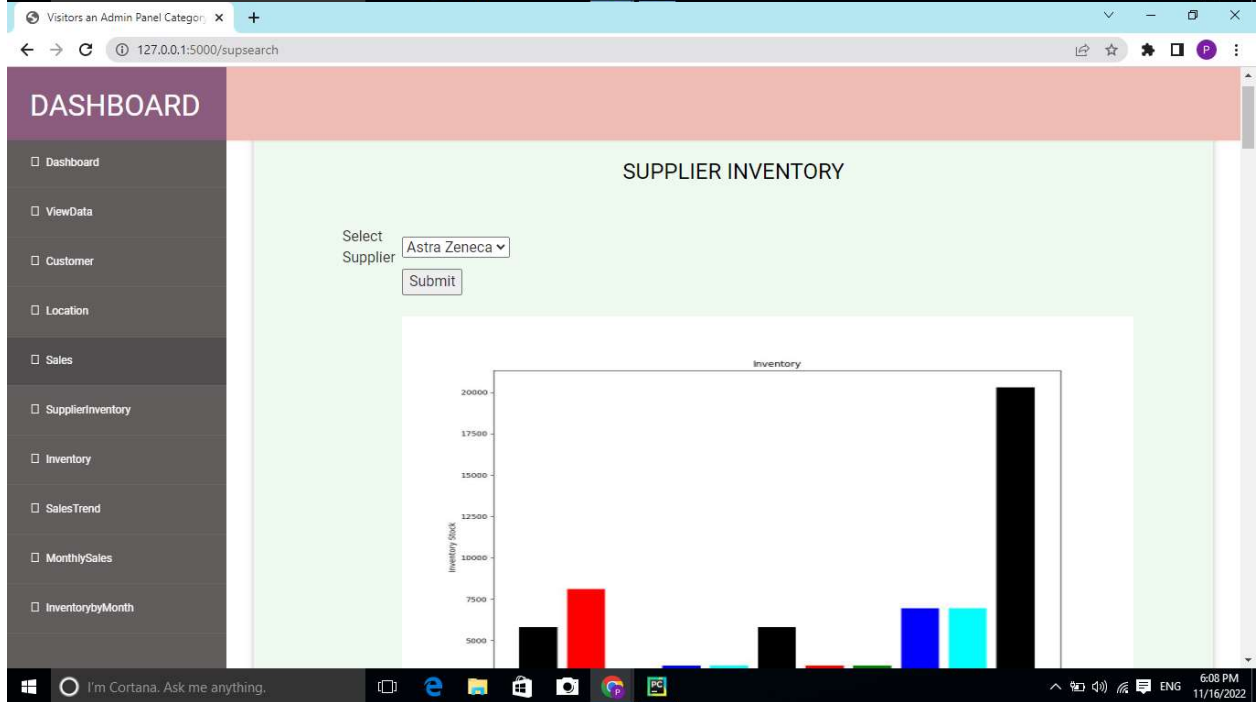 Visitors an Admin Panel Categor
127.0.0.1:5000/supsearch
P
DASHBOARD
Dashboard
ViewData
Customer
Location
Sales
SupplierInventory
Inventory
SalesTrend
MonthlySales
InventorybyMonth
SUPPLIER INVENTORY
Select
Supplier
Astra Zeneca
Submit
Inventory
20000
17500
15000
12500
10000
7500
5000
Inventory Stock
I'm Cortana. Ask me anything.
PC
ENG
6:08 PM
11/16/2022